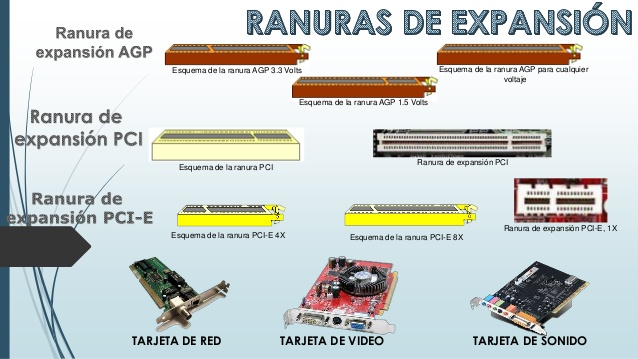 RANURAS DE EXPANSIÓN
Ranura de
expansión AGP
Esquema de la ranura AGP 3.3 Volts
Esquema de la ranura AGP para cualquier
voltaje
Esquema de la ranura AGP 1.5 Volts
Ranura de
expansión PCI
Esquema de la ranura PCI
Ranura de expansión PCI
Ranura de
expansión PCI-E
Esquema de la ranura PCI-E 4X
Esquema de la ranura PCI-E 8X
Ranura de expansión PCI-E, 1X
TARJETA DE RED
TARJETA DE VIDEO
TARJETA DE SONIDO